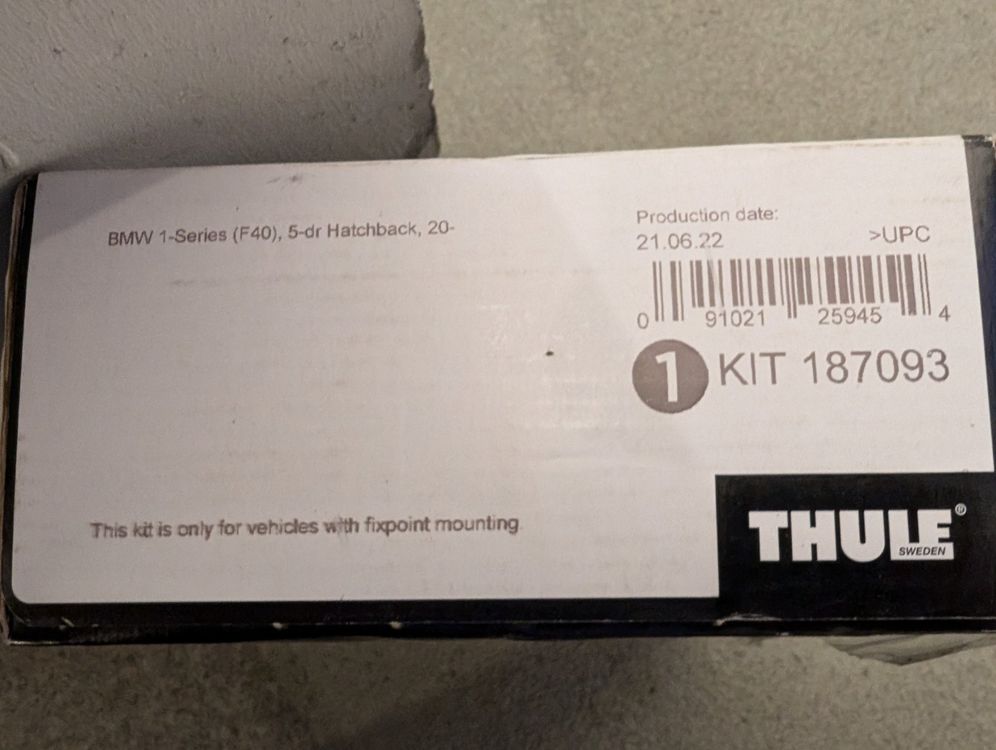 BMW 1-Series (F40), 5-dr Hatchback, 20-
Production date:
21.06.22 >UPC
0 91021 25945 4
1 KIT 187093
This kit is only for vehicles with fixpoint mounting.
THULE®
SWEDEN